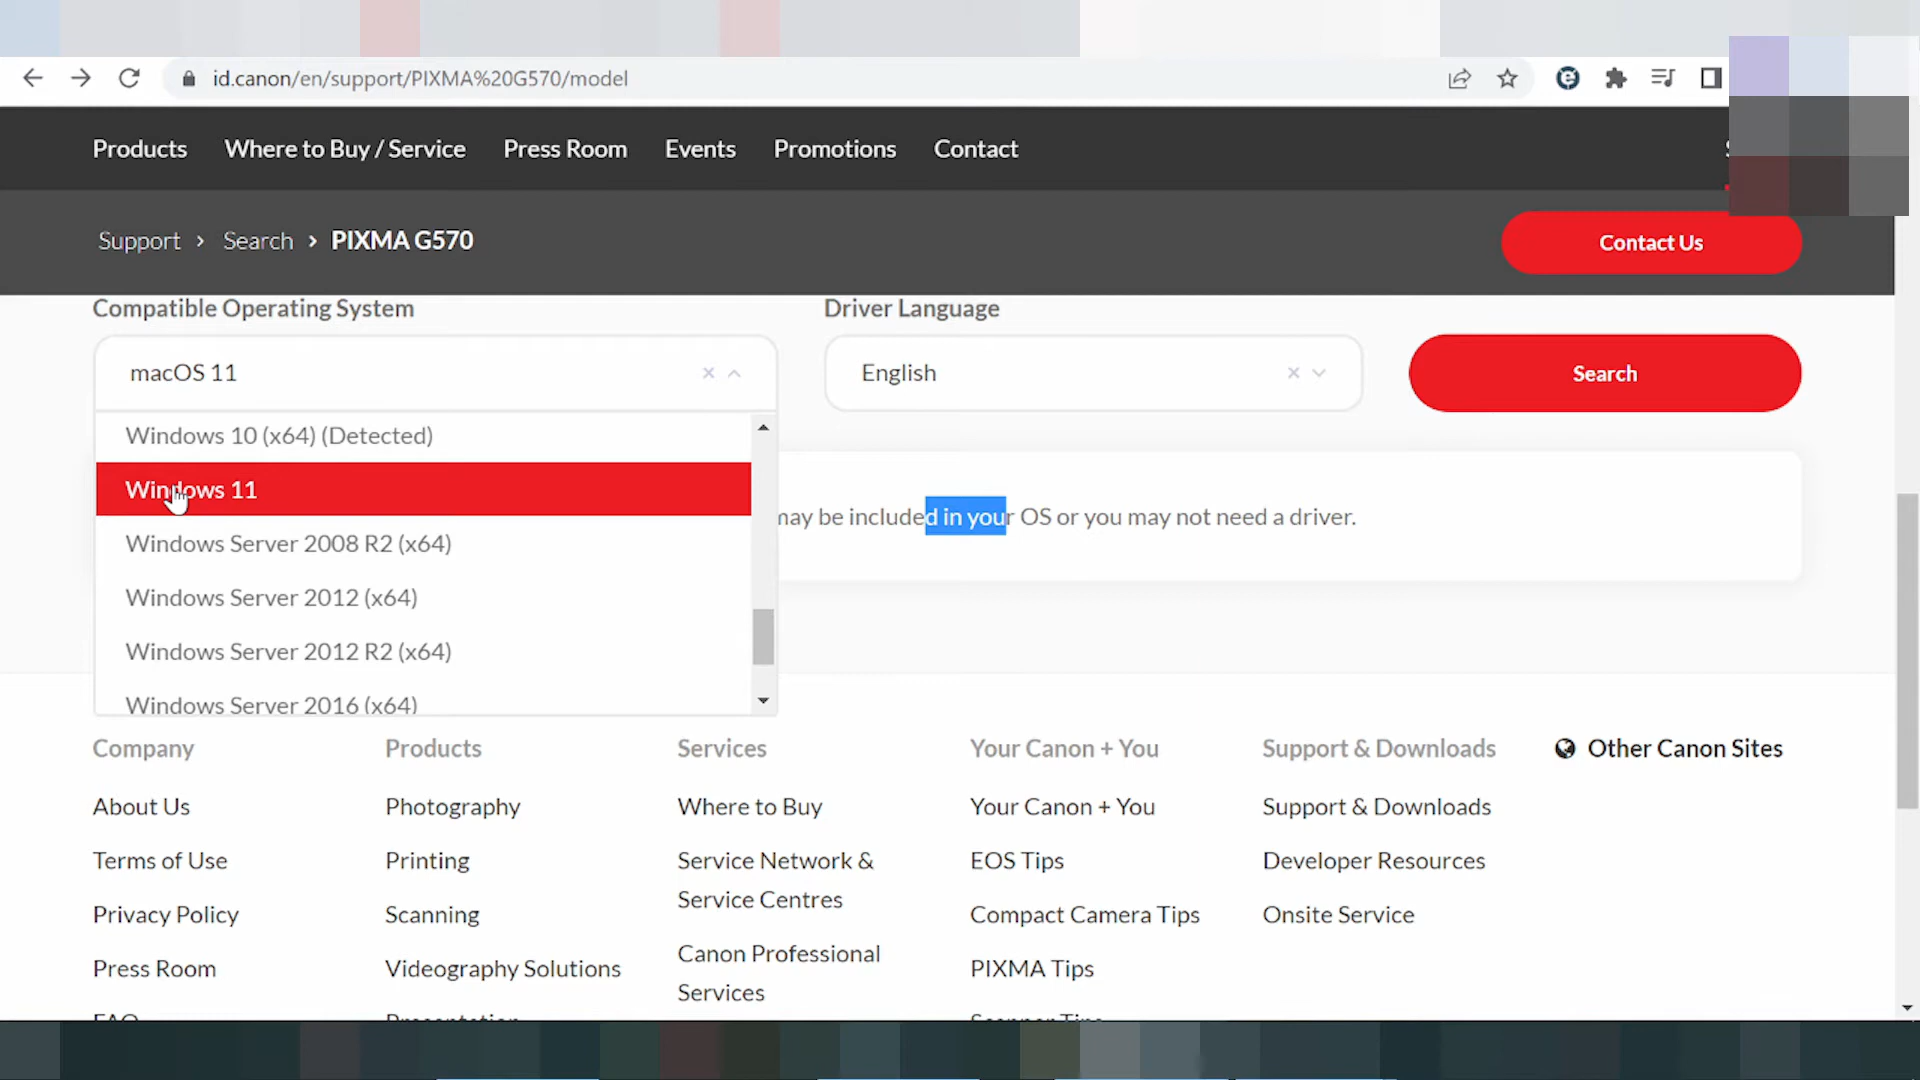 id.canon/en/support/PIXMA%20G570/model
Products Where to Buy / Service Press Room Events Promotions Contact
Support › Search › PIXMA G570
Contact Us
Compatible Operating System
Driver Language
macOS 11
English
Search
Windows 10 (x64) (Detected)
Windows 11
may be included in your OS or you may not need a driver.
Windows Server 2008 R2 (x64)
Windows Server 2012 (x64)
Windows Server 2012 R2 (x64)
Windows Server 2016 (x64)
Company
About Us
Terms of Use
Privacy Policy
Press Room
FAQ
Products
Photography
Printing
Scanning
Videography Solutions
Presentation
Services
Where to Buy
Service Network &
Service Centres
Canon Professional
Services
Your Canon + You
Your Canon + You
EOS Tips
Compact Camera Tips
PIXMA Tips
Scanner Tips
Support & Downloads
Support & Downloads
Developer Resources
Onsite Service
Other Canon Sites